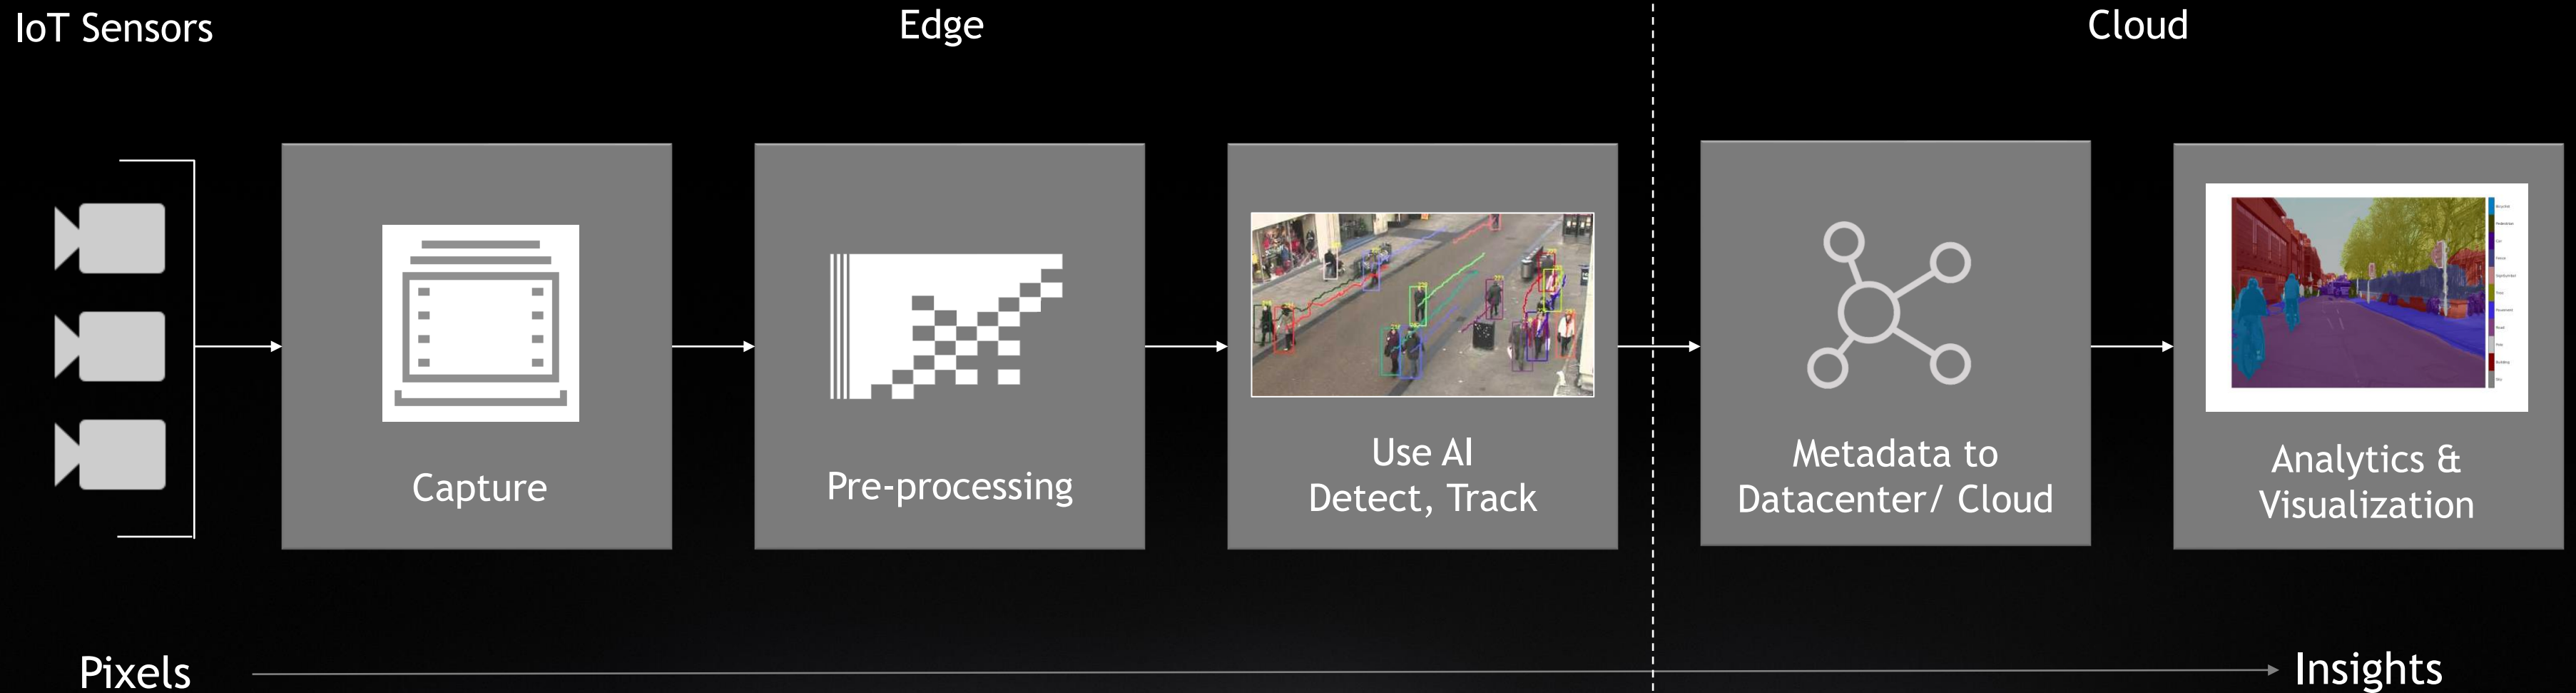 IoT Sensors
Edge
Cloud
Capture
Pre-processing
Use AI
Detect, Track
Metadata to
Datacenter/ Cloud
Analytics &
Visualization
Pixels
Insights